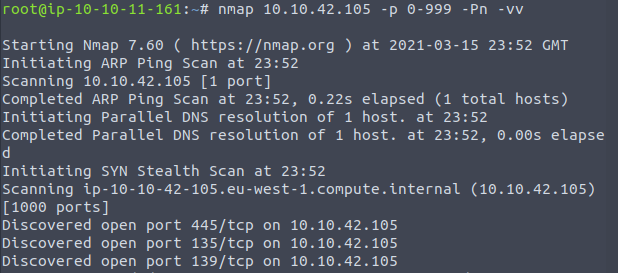 root@ip-10-10-11-161:~# nmap 10.10.42.105 -p 0-999 -Pn -vv
Starting Nmap 7.60 ( https://nmap.org ) at 2021-03-15 23:52 GMT
Initiating ARP Ping Scan at 23:52
Scanning 10.10.42.105 [1 port]
Completed ARP Ping Scan at 23:52, 0.22s elapsed (1 total hosts)
Initiating Parallel DNS resolution of 1 host. at 23:52
Completed Parallel DNS resolution of 1 host. at 23:52, 0.00s elapse
d
Initiating SYN Stealth Scan at 23:52
Scanning ip-10-10-42-105.eu-west-1.compute.internal (10.10.42.105)
[1000 ports]
Discovered open port 445/tcp on 10.10.42.105
Discovered open port 135/tcp on 10.10.42.105
Discovered open port 139/tcp on 10.10.42.105